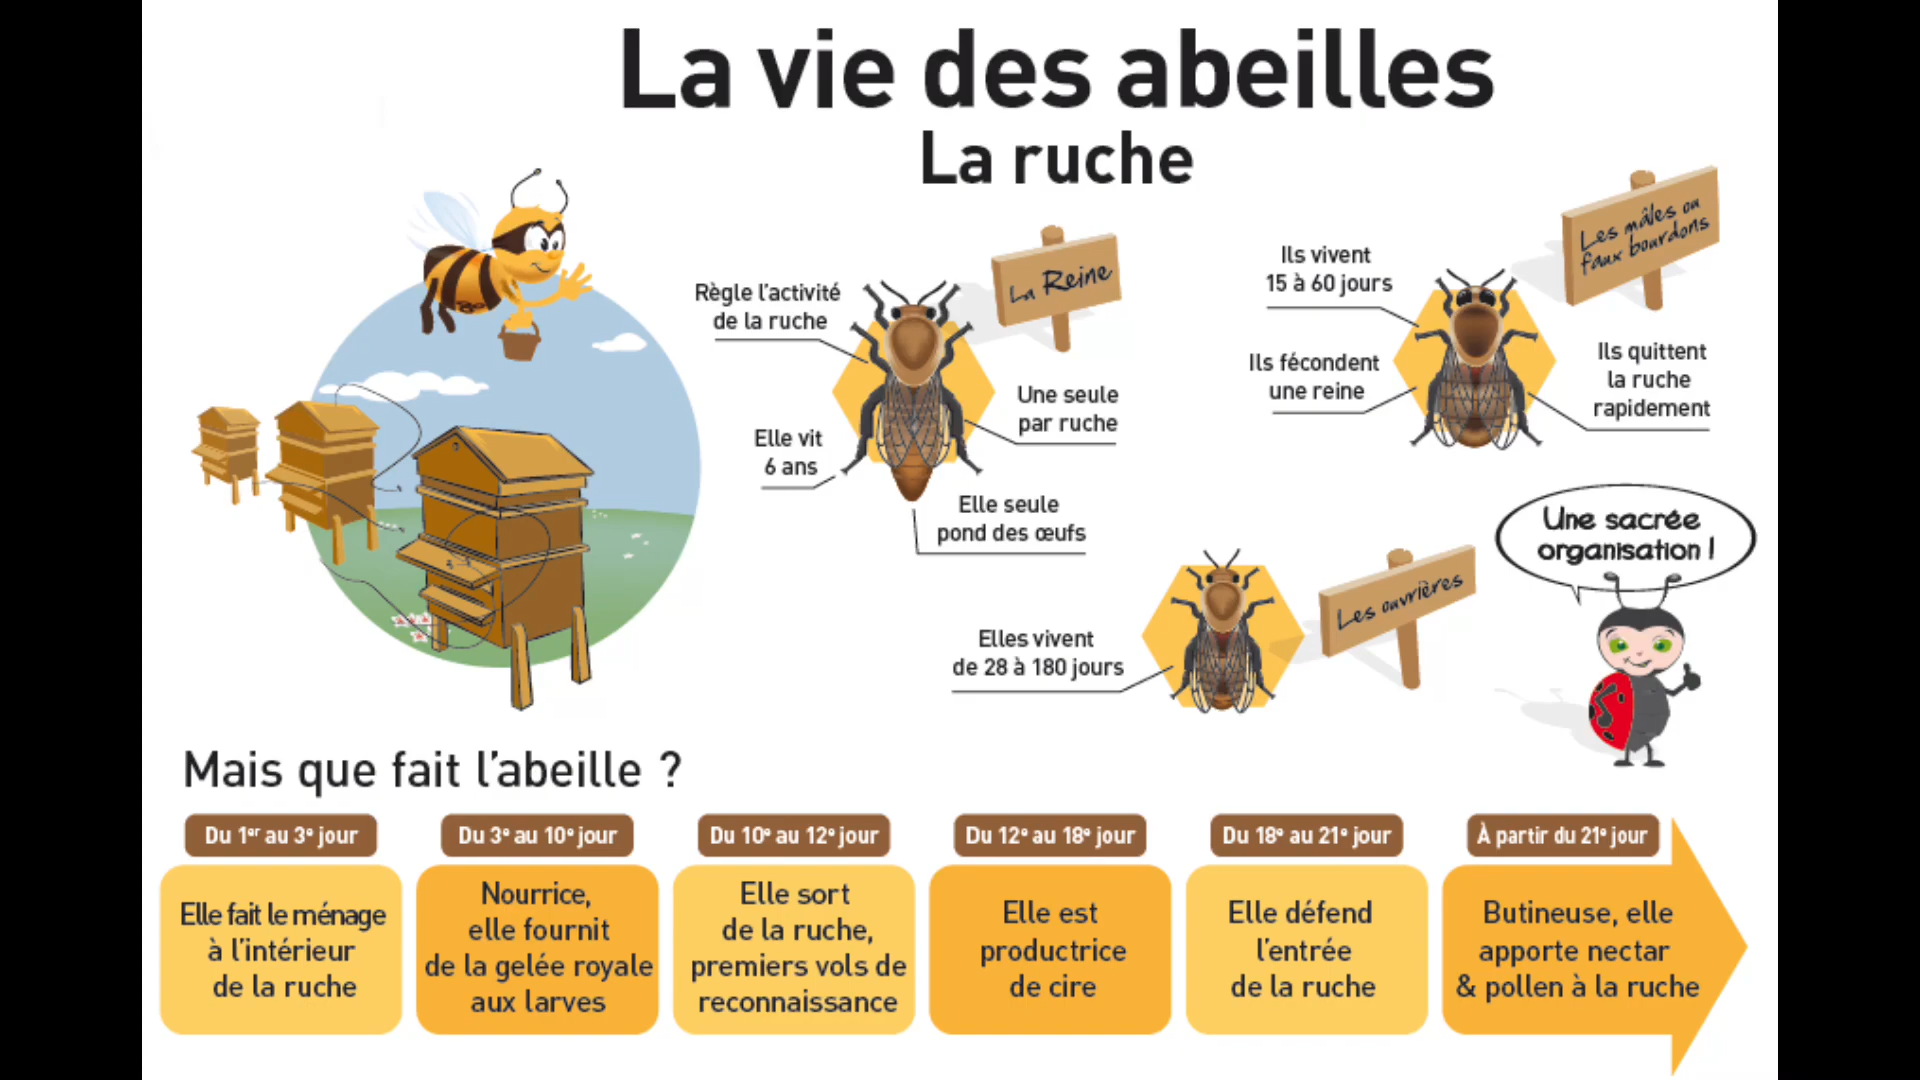 La vie des abeilles
La ruche
La Reine
Règle l'activité
de la ruche
Une seule
par ruche
Elle vit
6 ans
Elle seule
pond des œufs
Les mâles ou
faux bourdons
Ils vivent
15 à 60 jours
Ils fécondent
une reine
Ils quittent
la ruche
rapidement
Les ouvrières
Elles vivent
de 28 à 180 jours
Une sacrée
organisation !
Mais que fait l'abeille ?
Du 1er au 3e jour
Elle fait le ménage
à l'intérieur
de la ruche
Du 3e au 10e jour
Nourrice,
elle fournit
de la gelée royale
aux larves
Du 10e au 12e jour
Elle sort
de la ruche,
premiers vols de
reconnaissance
Du 12e au 18e jour
Elle est
productrice
de cire
Du 18e au 21e jour
Elle défend
l'entrée
de la ruche
À partir du 21e jour
Butineuse, elle
apporte nectar
& pollen à la ruche